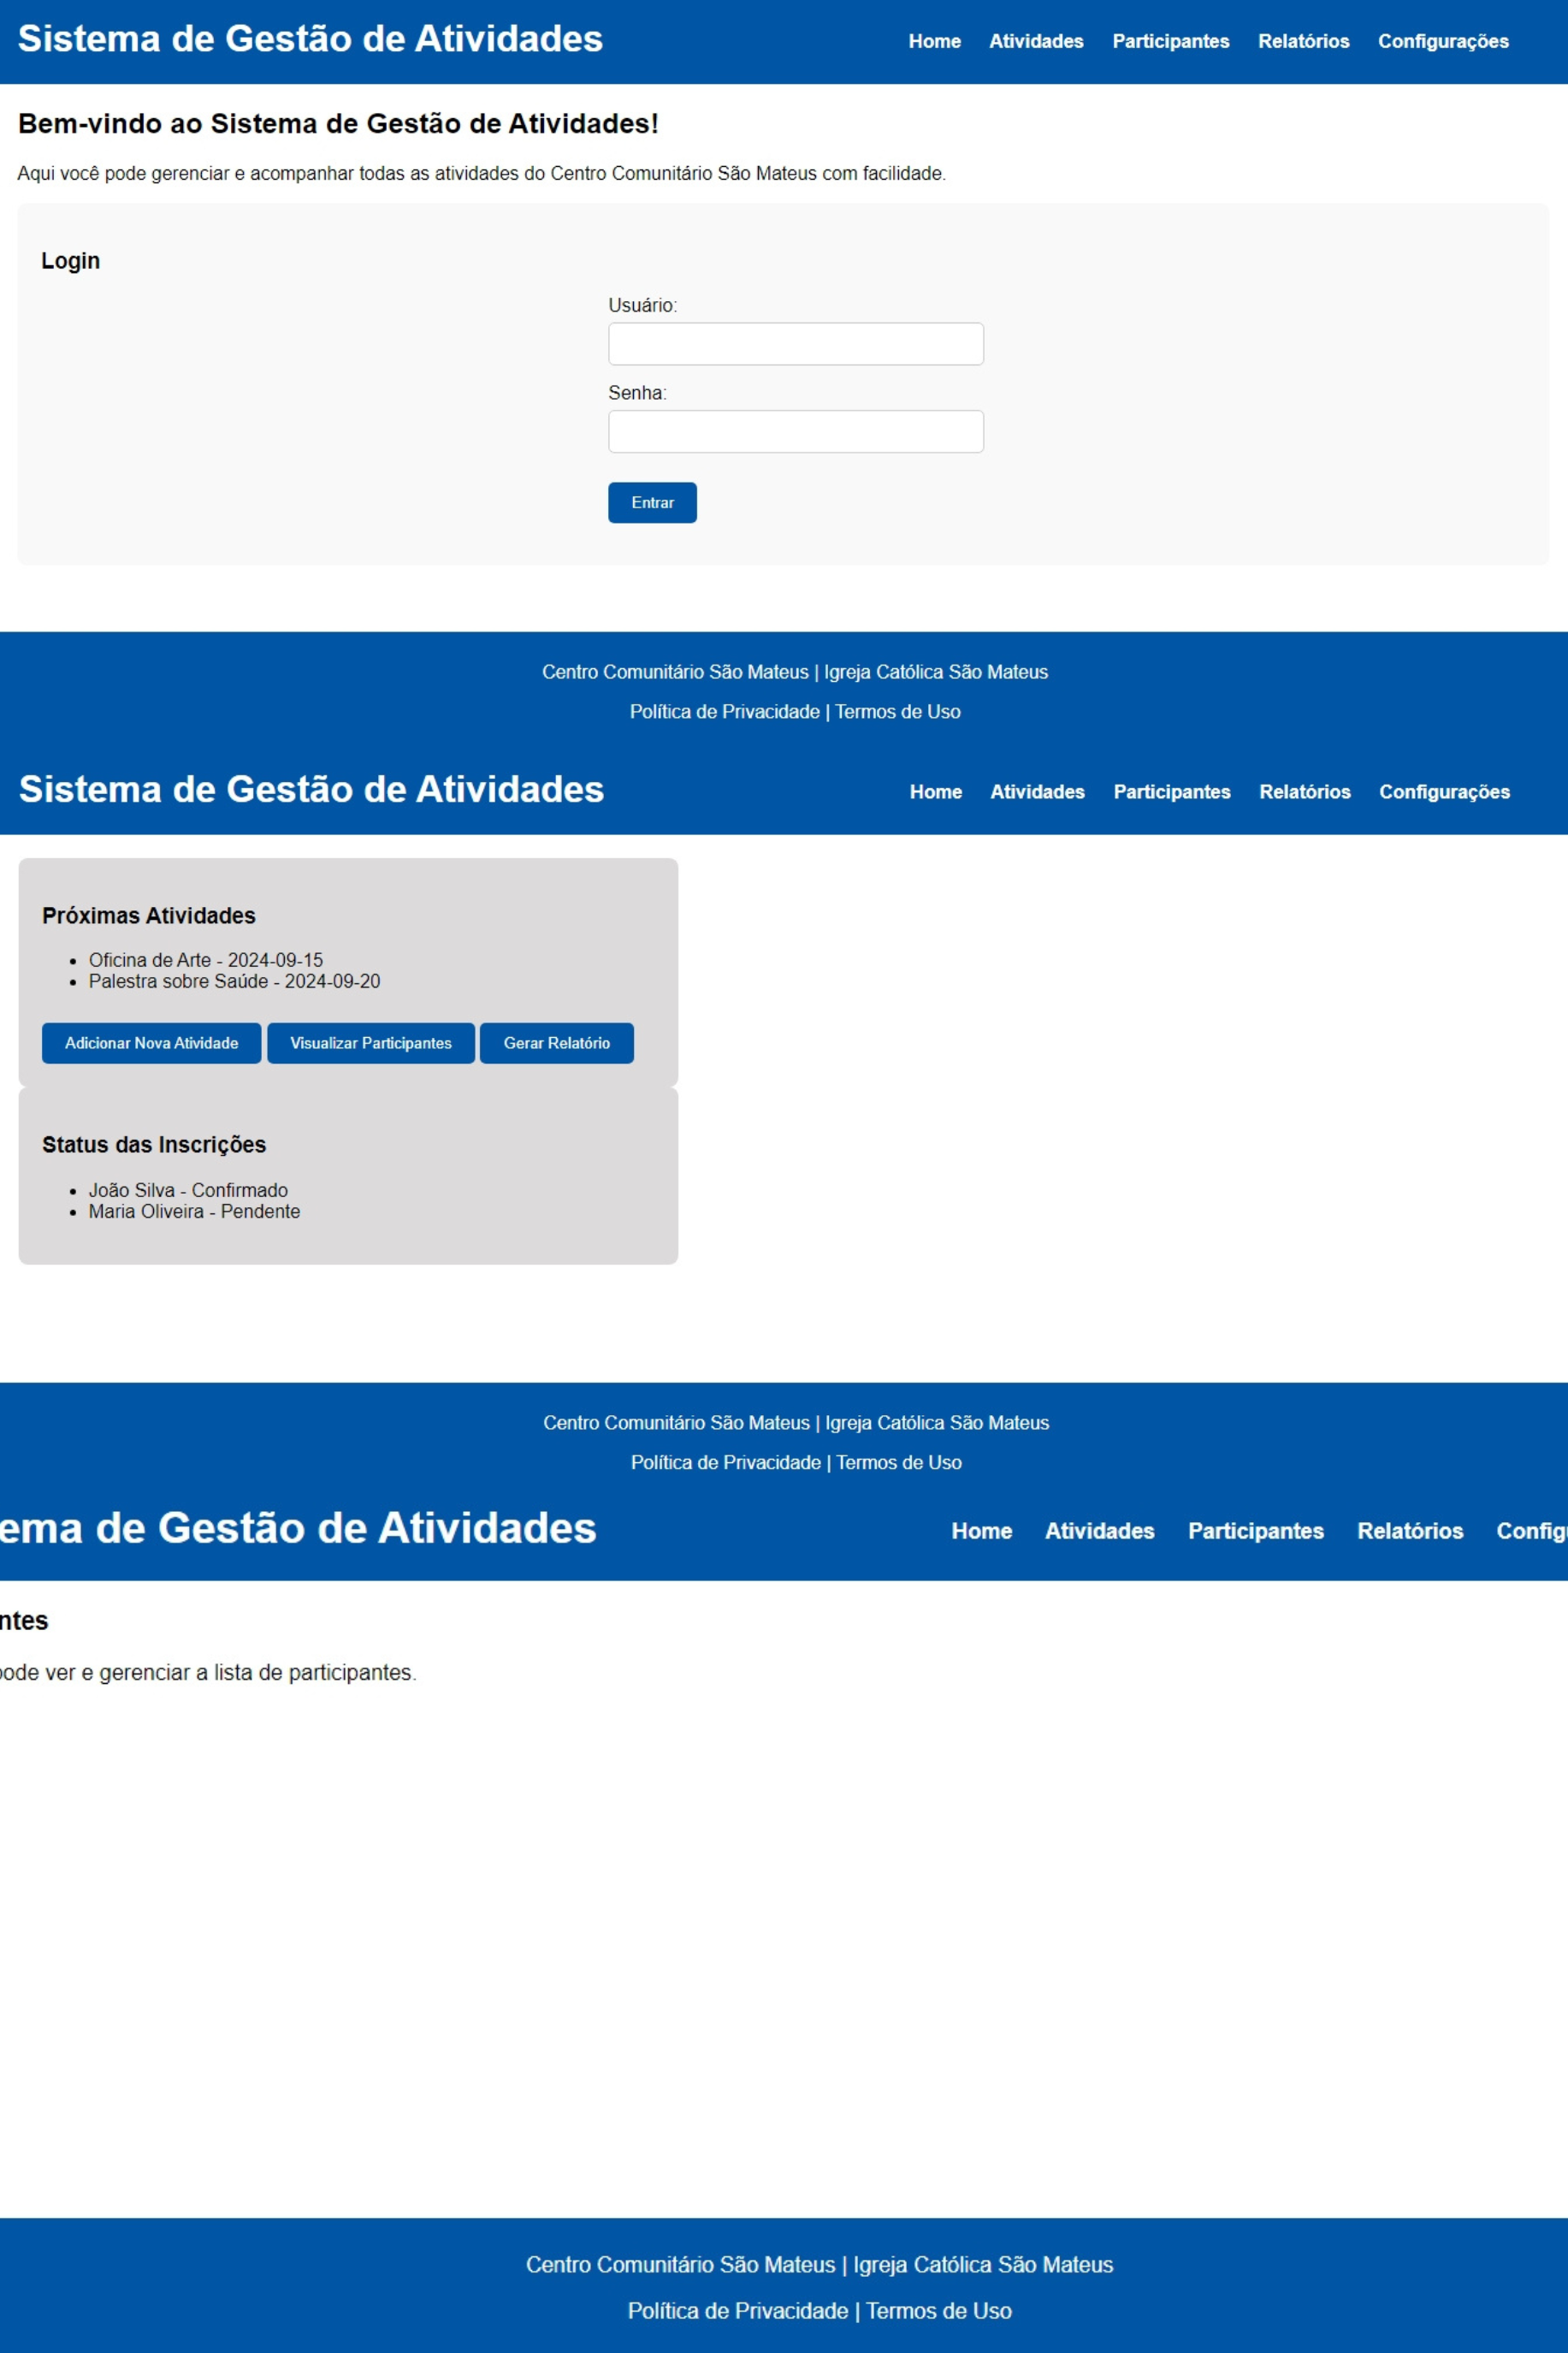 Sistema de Gestão de Atividades
Home Atividades Participantes Relatórios Configurações
Bem-vindo ao Sistema de Gestão de Atividades!
Aqui você pode gerenciar e acompanhar todas as atividades do Centro Comunitário São Mateus com facilidade.
Login
Usuário:
Senha:
Entrar
Centro Comunitário São Mateus | Igreja Católica São Mateus
Política de Privacidade | Termos de Uso
Sistema de Gestão de Atividades
Home Atividades Participantes Relatórios Configurações
Próximas Atividades
• Oficina de Arte - 2024-09-15
• Palestra sobre Saúde - 2024-09-20
Adicionar Nova Atividade Visualizar Participantes Gerar Relatório
Status das Inscrições
• João Silva - Confirmado
• Maria Oliveira - Pendente
Centro Comunitário São Mateus | Igreja Católica São Mateus
Política de Privacidade | Termos de Uso
ema de Gestão de Atividades
Home Atividades Participantes Relatórios Config
ntes
pode ver e gerenciar a lista de participantes.
Centro Comunitário São Mateus | Igreja Católica São Mateus
Política de Privacidade | Termos de Uso